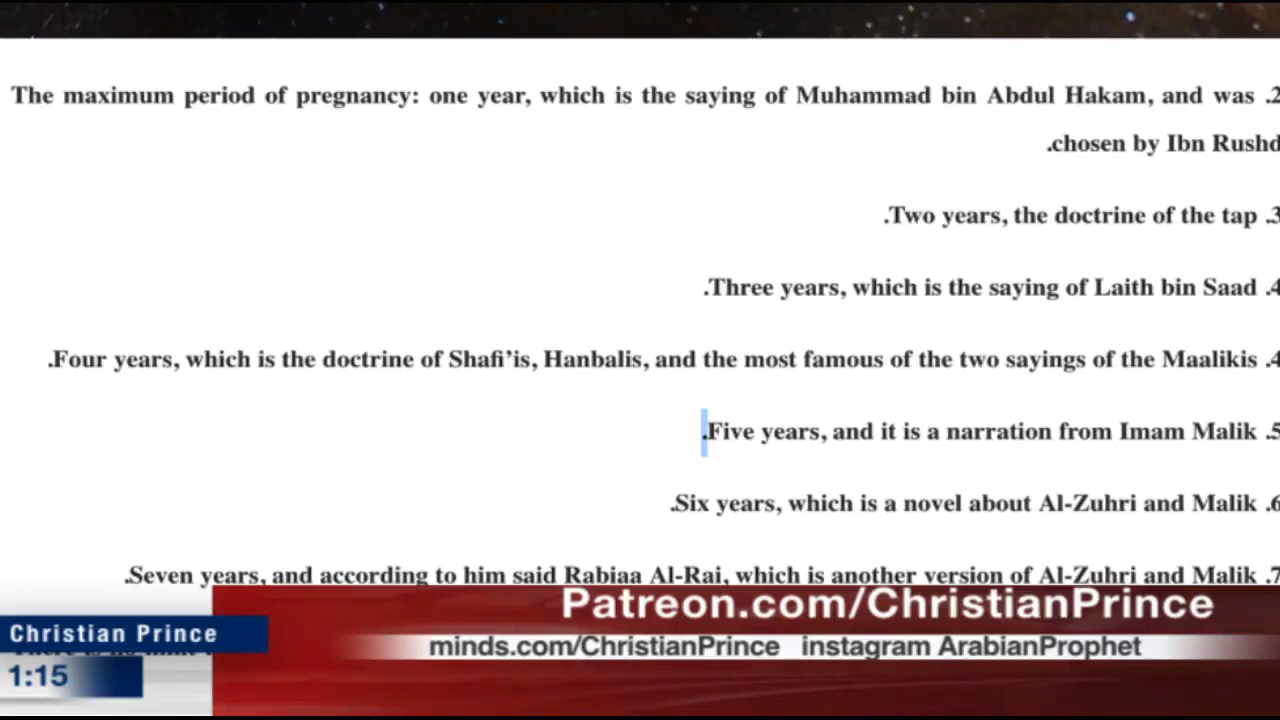 The maximum period of pregnancy: one year, which is the saying of Muhammad bin Abdul Hakam, and was .2
.chosen by Ibn Rushd
.Two years, the doctrine of the tap .3
.Three years, which is the saying of Laith bin Saad .4
.Four years, which is the doctrine of Shafi’is, Hanbalis, and the most famous of the two sayings of the Maalikis .4
.Five years, and it is a narration from Imam Malik .5
.Six years, which is a novel about Al-Zuhri and Malik .6
.Seven years, and according to him said Rabiaa Al-Rai, which is another version of Al-Zuhri and Malik .7
Patreon.com/ChristianPrince
Christian Prince
minds.com/ChristianPrince instagram ArabianProphet
1:15